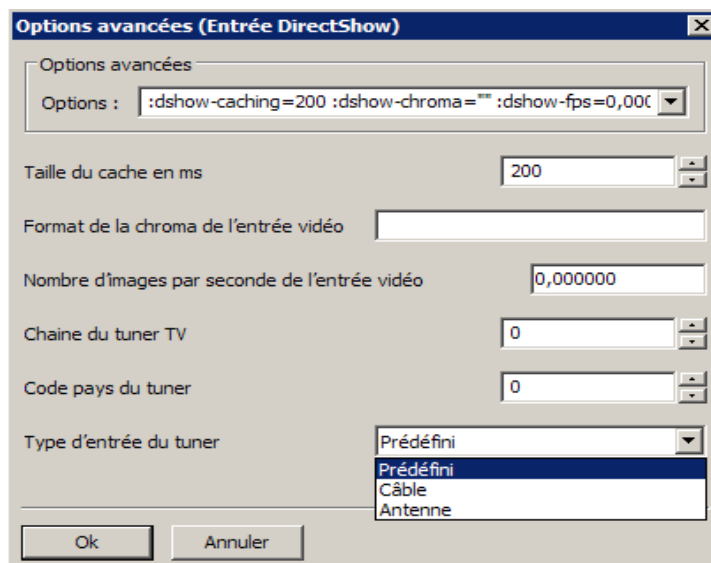 Options avancées (Entrée DirectShow)
Options avancées
Options : :dshow-caching=200 :dshow-chroma="" :dshow-fps=0,000
Taille du cache en ms 200
Format de la chroma de l'entrée vidéo
Nombre d'images par seconde de l'entrée vidéo 0,000000
Chaine du tuner TV 0
Code pays du tuner 0
Type d'entrée du tuner Prédéfini
Prédéfini
Câble
Antenne
Ok Annuler